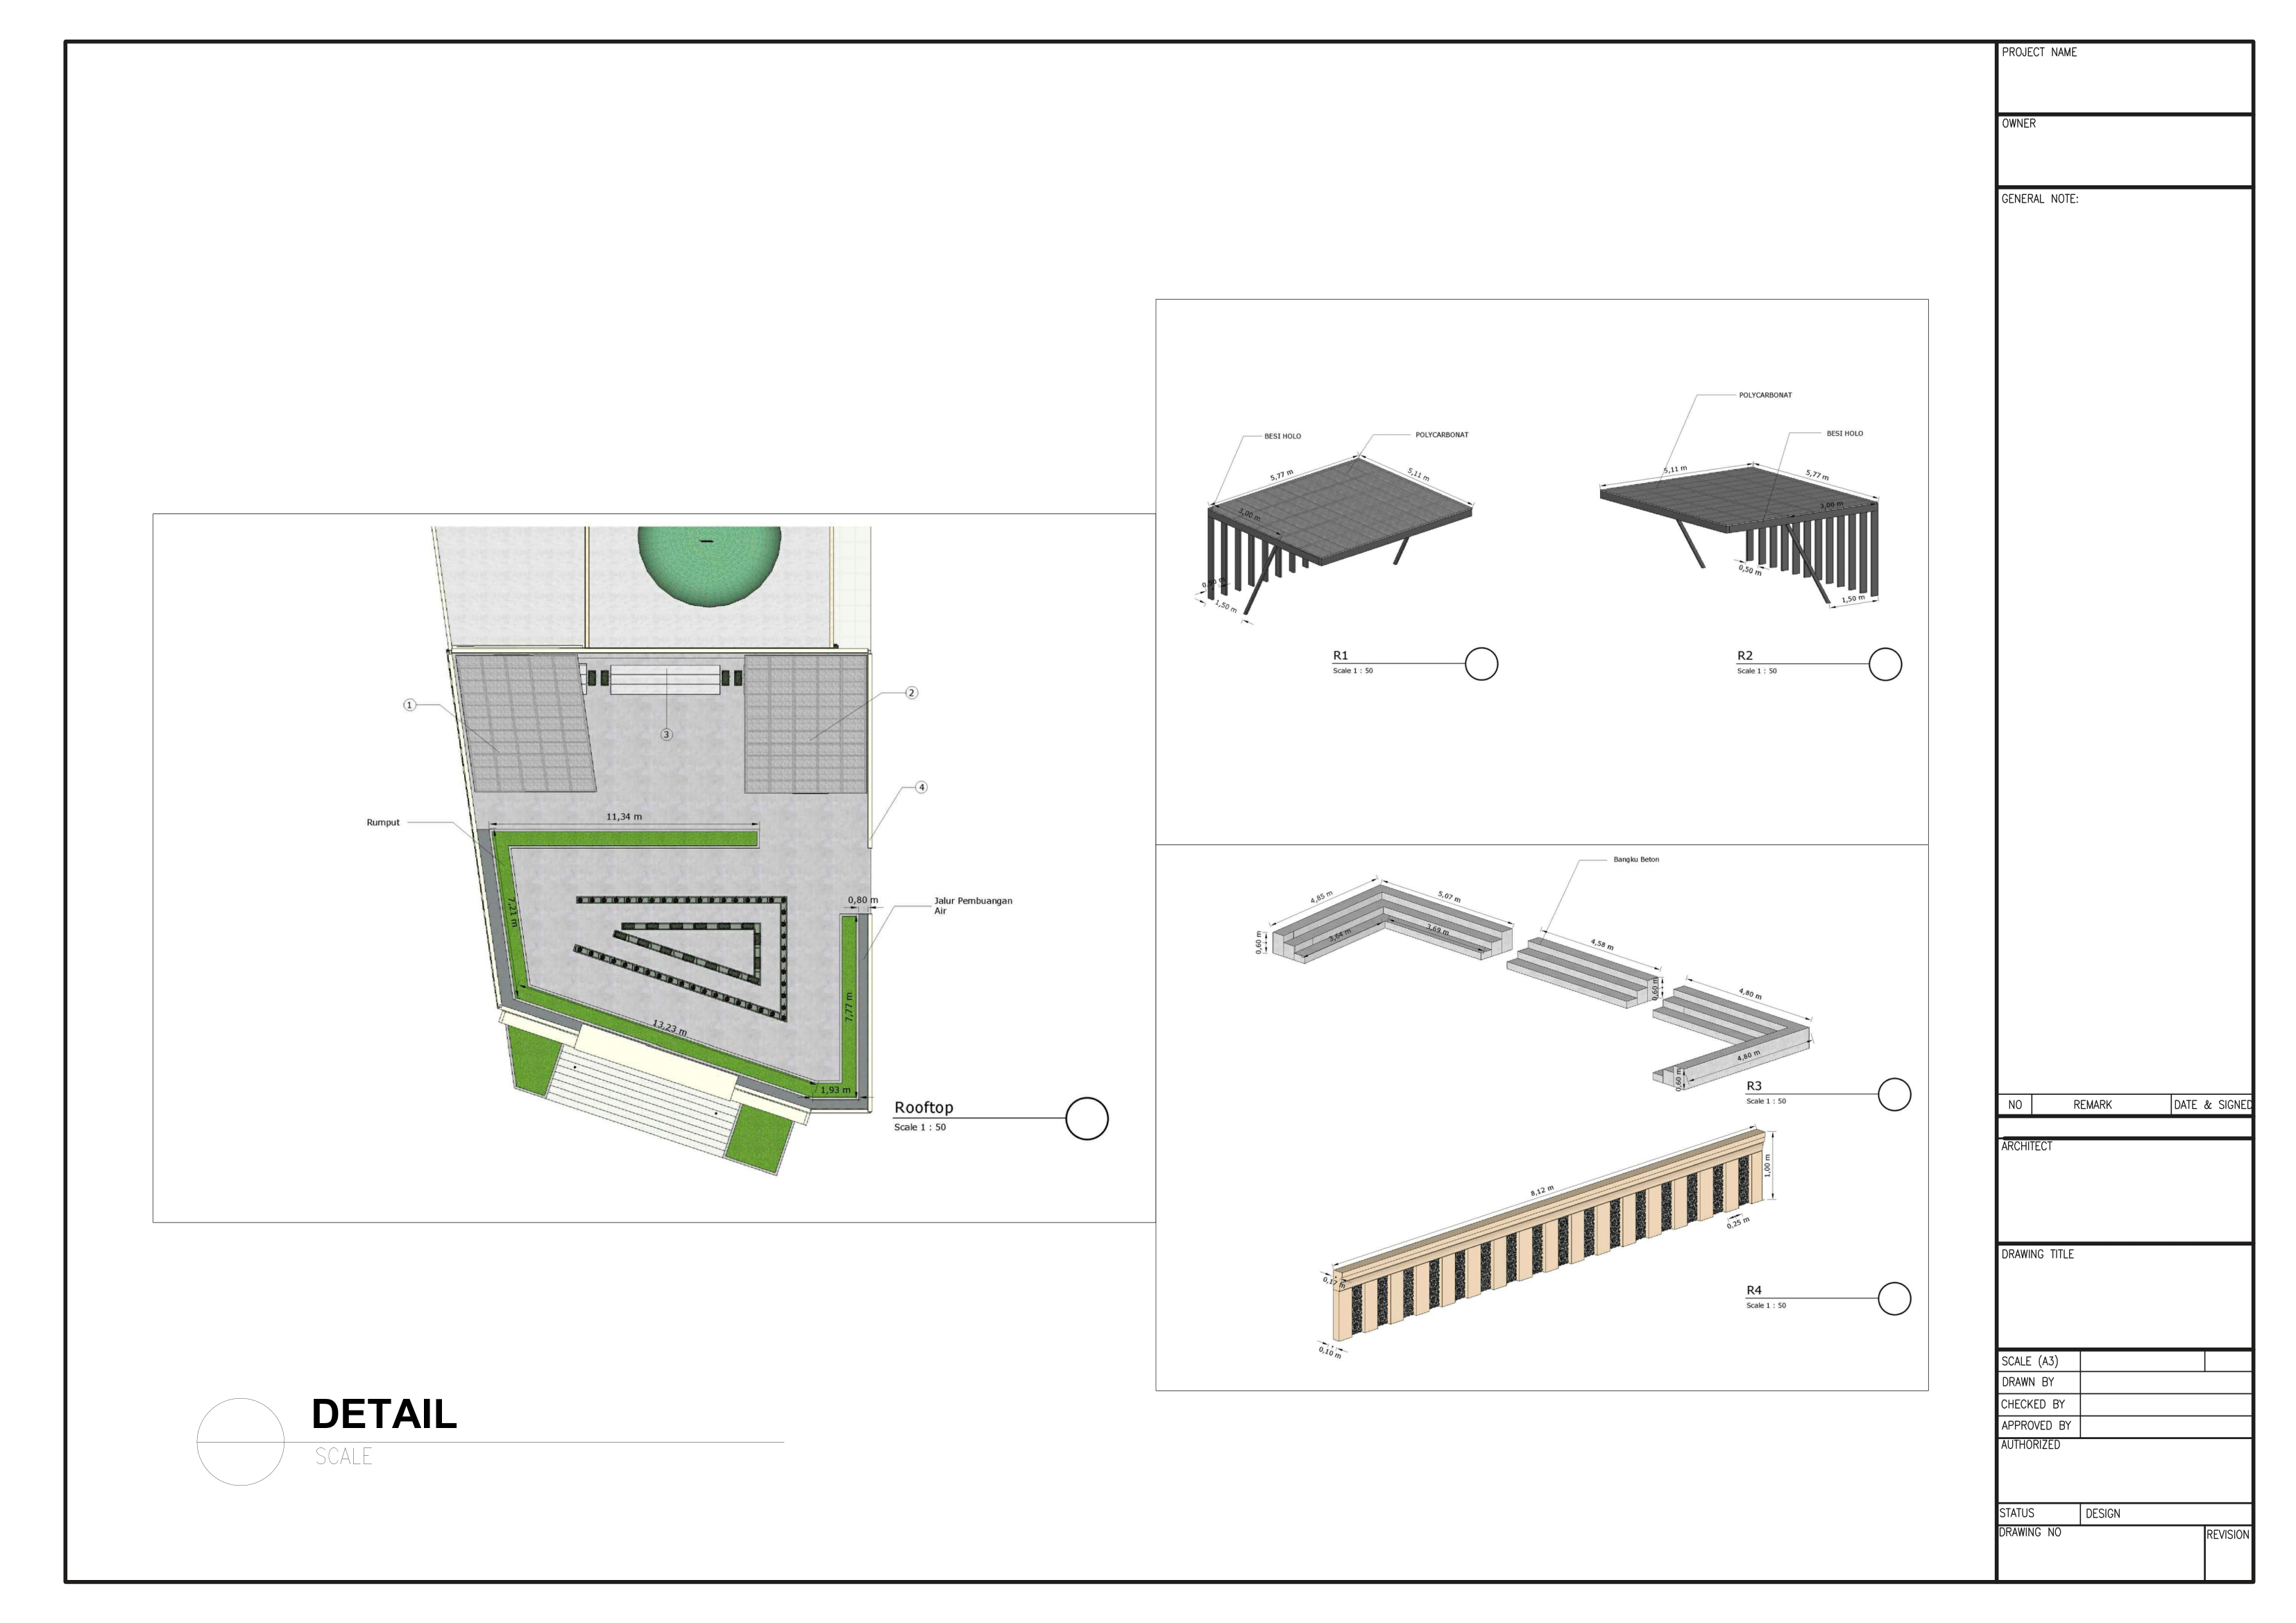 PROJECT NAME
OWNER
GENERAL NOTE:
POLYCARBONAT
BESI HOLO
POLYCARBONAT
BESI HOLO
5,77 m
5,11 m
3,00 m
0,50 m
1,50 m
5,11 m
5,77 m
3,00 m
0,50 m
1,50 m
R1
Scale 1 : 50
R2
Scale 1 : 50
1
2
3
4
Rumput
11,34 m
7,21 m
0,80 m
Jalur Pembuangan
Air
7,77 m
13,23 m
1,93 m
Rooftop
Scale 1 : 50
Bangku Beton
4,85 m
5,07 m
0,60 m
3,64 m
3,69 m
4,58 m
0,60 m
4,80 m
4,80 m
0,60 m
R3
Scale 1 : 50
8,12 m
1,00 m
0,25 m
0,17 m
0,10 m
R4
Scale 1 : 50
DETAIL
SCALE
NO
REMARK
DATE & SIGNED
ARCHITECT
DRAWING TITLE
SCALE (A3)
DRAWN BY
CHECKED BY
APPROVED BY
AUTHORIZED
STATUS
DESIGN
DRAWING NO
REVISION